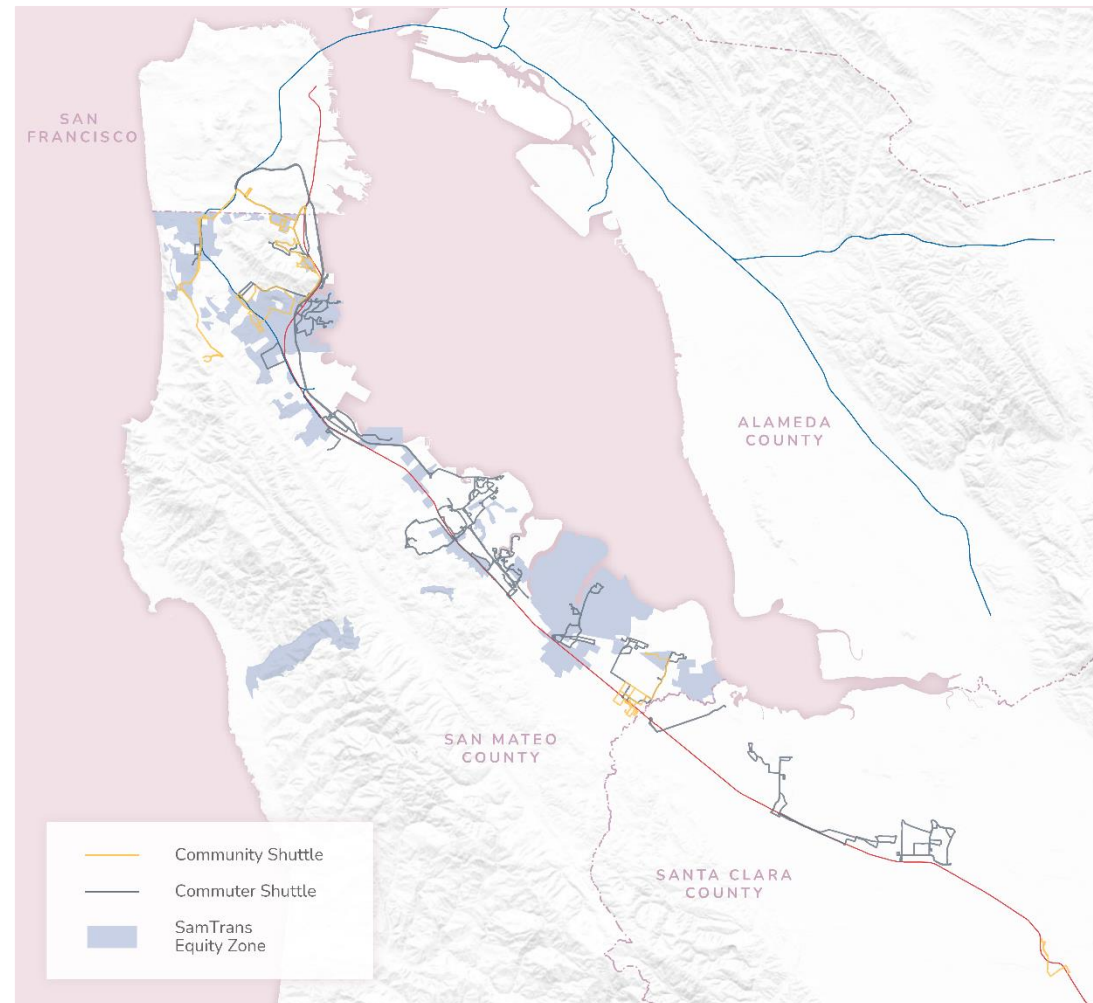 SAN
FRANCISCO
ALAMEDA
COUNTY
SAN MATEO
COUNTY
SANTA CLARA
COUNTY
Community Shuttle
Commuter Shuttle
SamTrans
Equity Zone